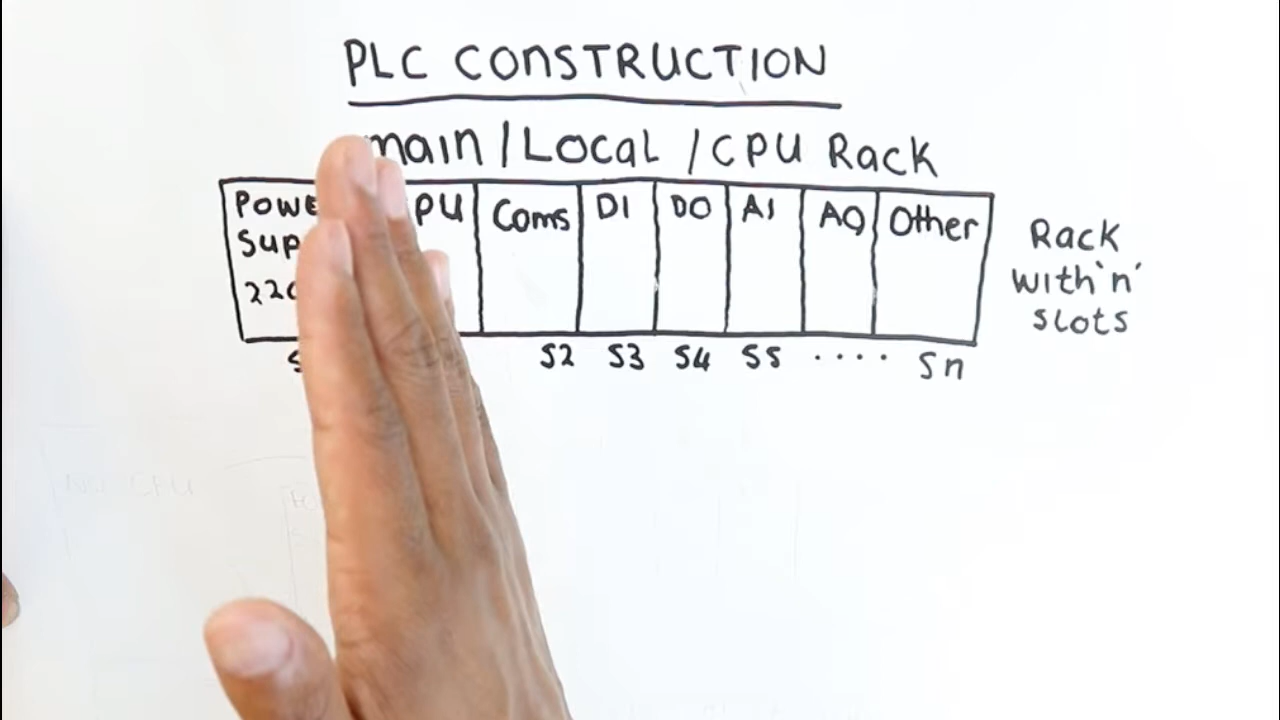 PLC CONSTRUCTION
main / Local / CPU Rack
Coms DI DO AI AO Other
Rack
with 'n'
slots
S2 S3 S4 S5 ..... Sn